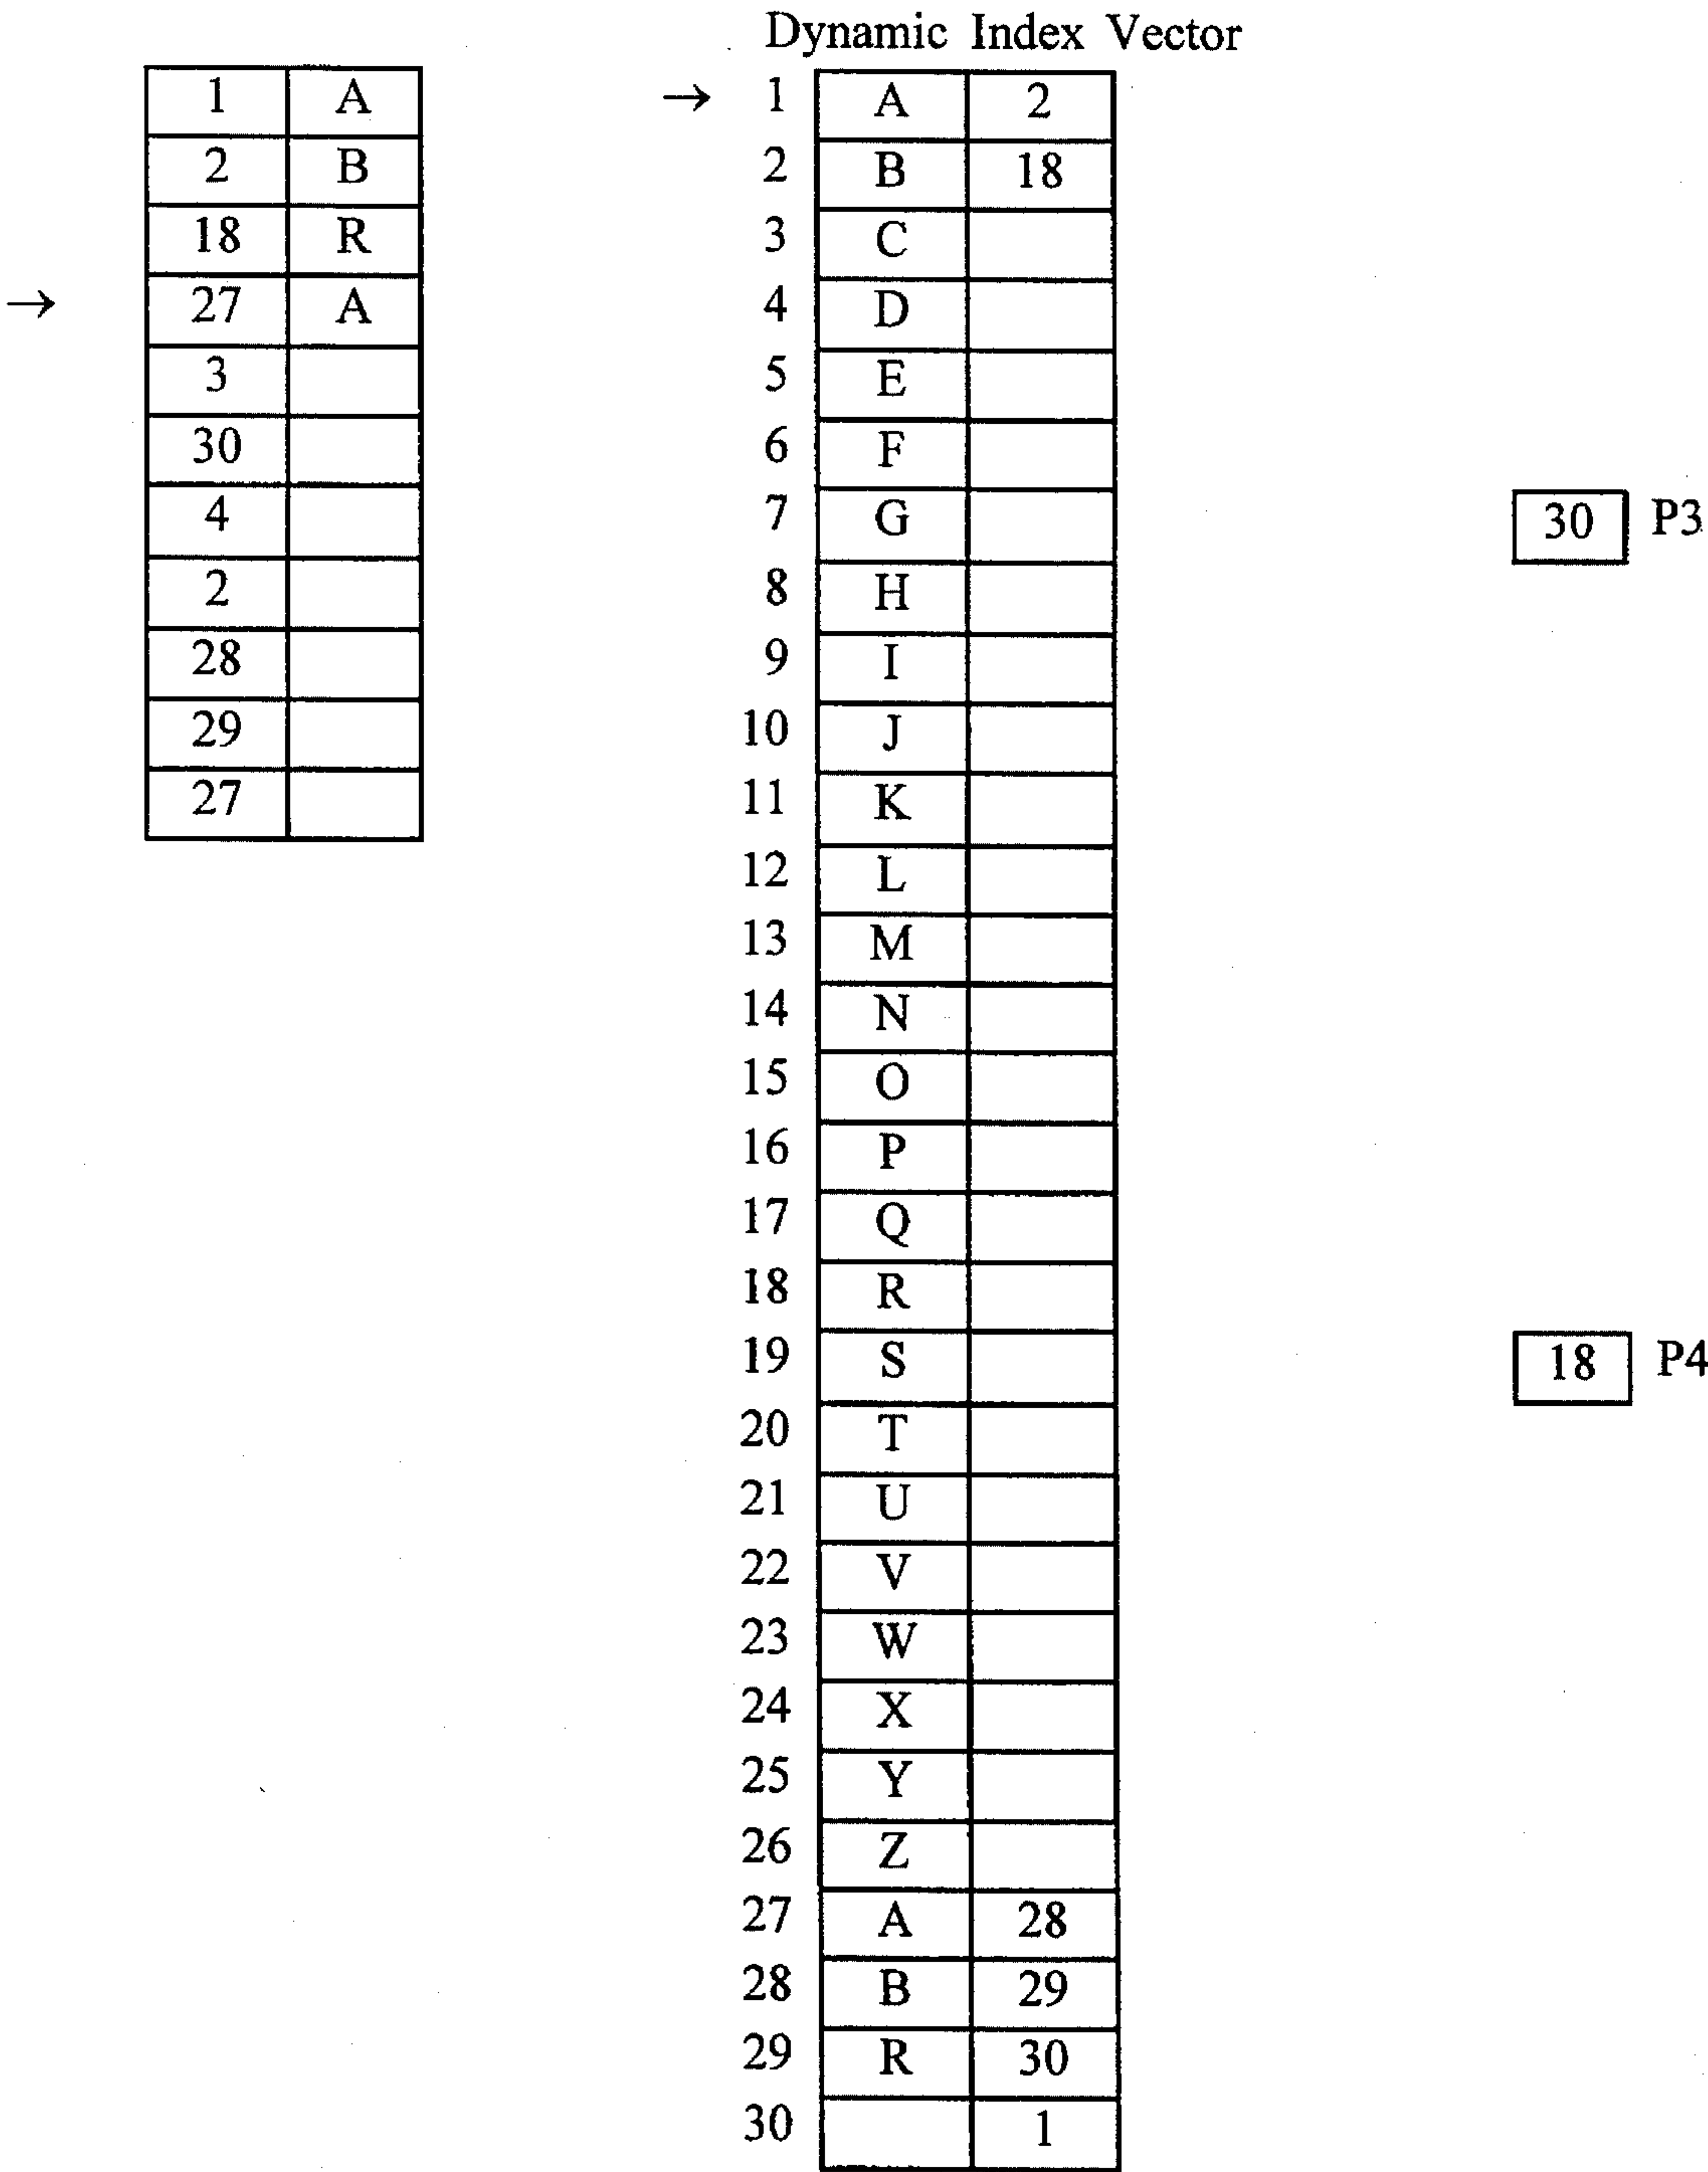 Dynamic Index Vector
1 A
2 B
18 R
→ 27 A
3
30
4
2
28
29
27
→ 1 A 2
2 B 18
3 C
4 D
5 E
6 F
7 G
8 H
9 I
10 J
11 K
12 L
13 M
14 N
15 O
16 P
17 Q
18 R
19 S
20 T
21 U
22 V
23 W
24 X
25 Y
26 Z
27 A 28
28 B 29
29 R 30
30 1
30 P3
18 P4